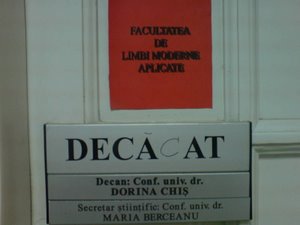 FACULTATEA
DE
LIMBI MODERNE
APLICATE
DECĂCAT
Decan: Conf. univ. dr.
DORINA CHIȘ
Secretar științific: Conf. univ. dr.
MARIA BERCEANU